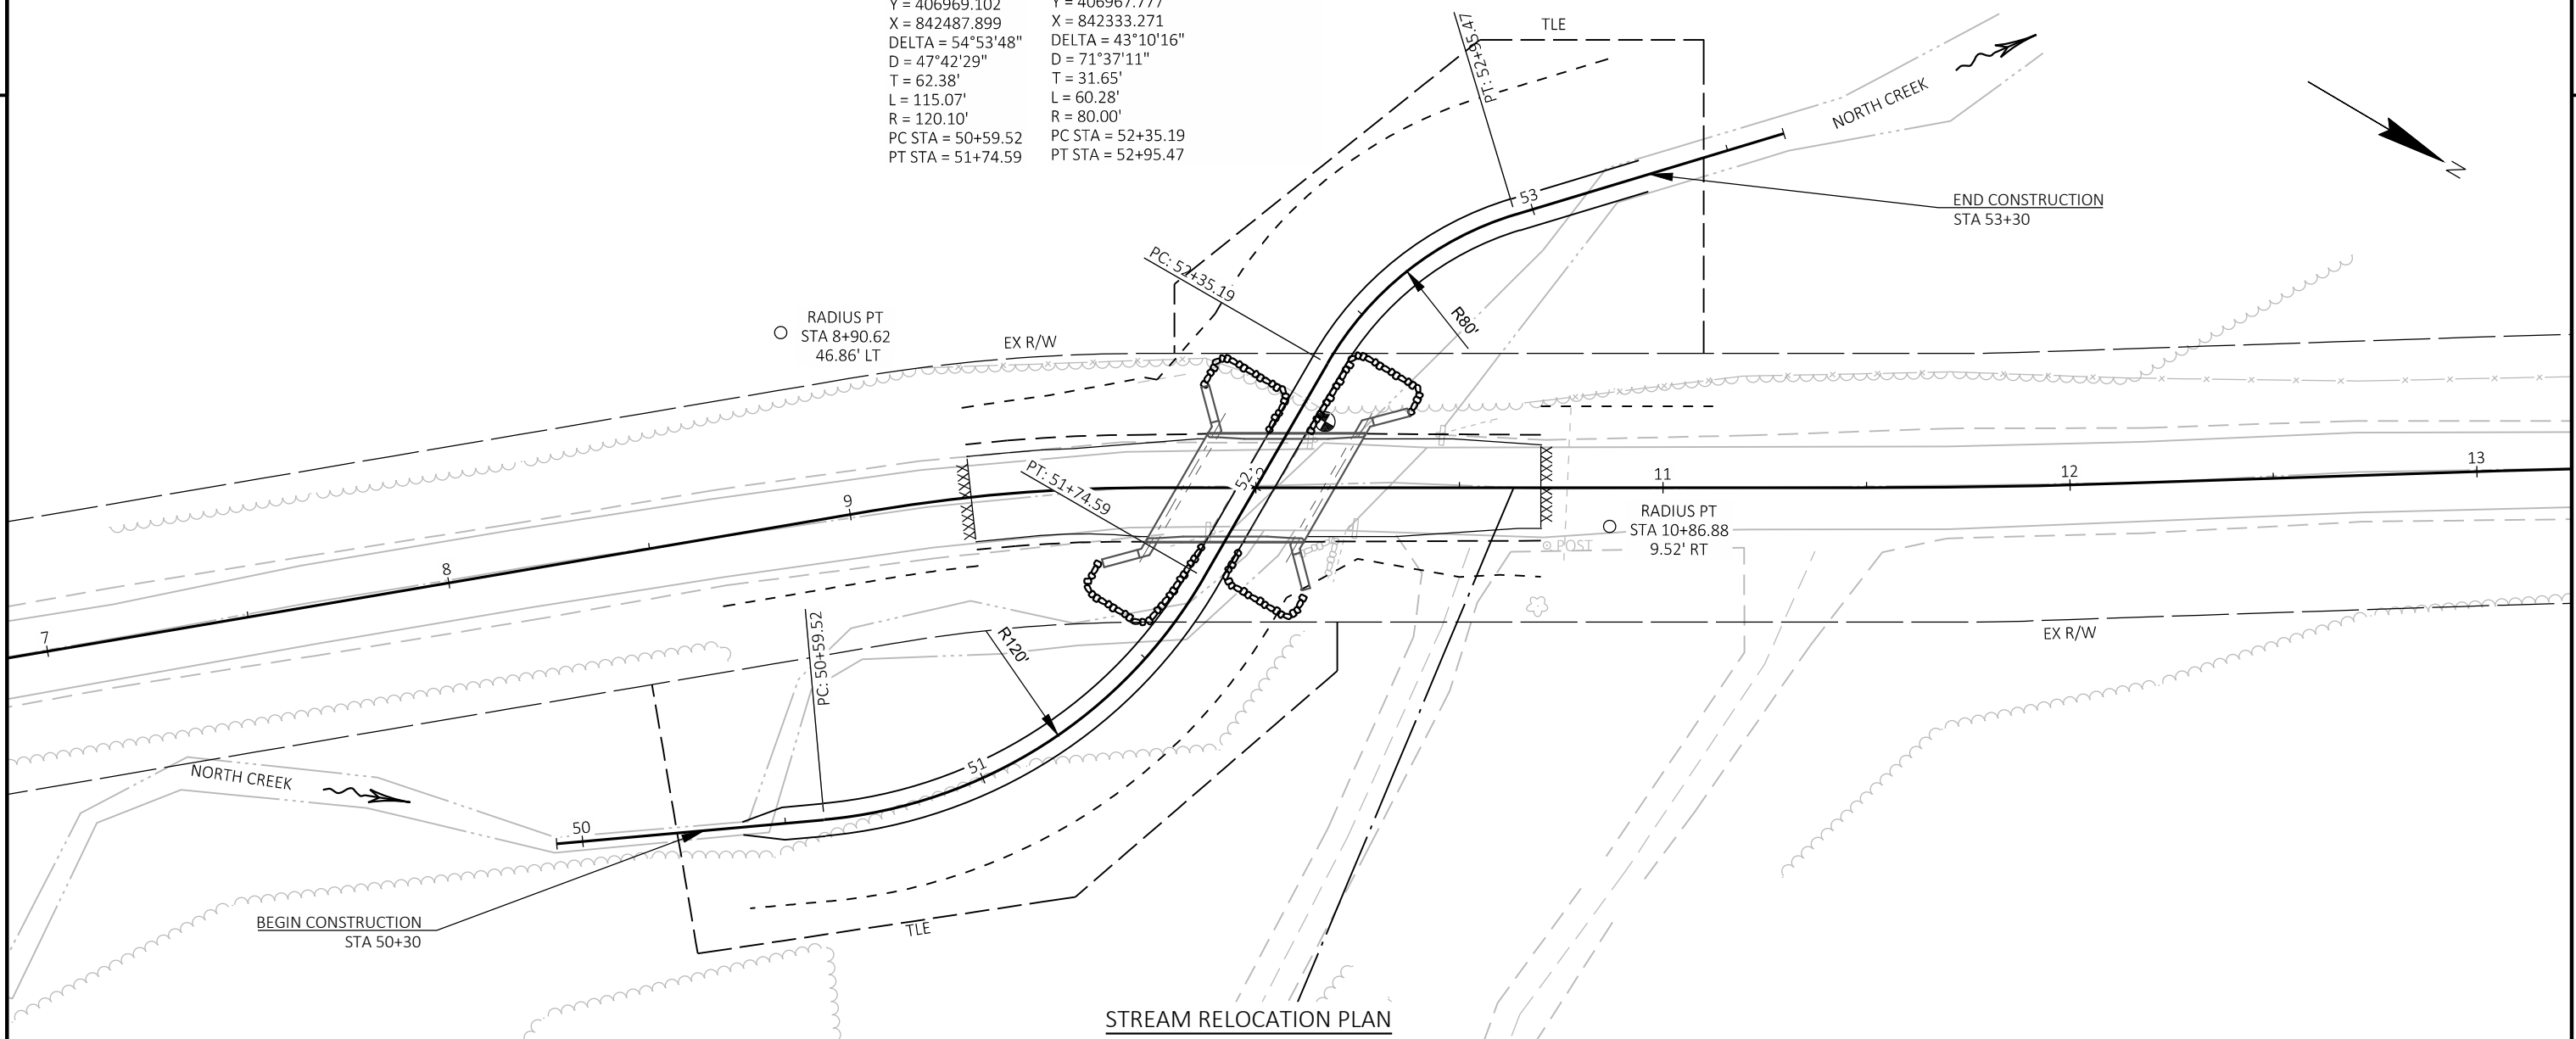 Y = 406969.102
X = 842487.899
DELTA = 54°53'48"
D = 47°42'29"
T = 62.38'
L = 115.07'
R = 120.10'
PC STA = 50+59.52
PT STA = 51+74.59
Y = 406967.777
X = 842333.271
DELTA = 43°10'16"
D = 71°37'11"
T = 31.65'
L = 60.28'
R = 80.00'
PC STA = 52+35.19
PT STA = 52+95.47
PT: 52+95.47
TLE
NORTH CREEK
N
53
END CONSTRUCTION
STA 53+30
PC: 52+35.19
RADIUS PT
STA 8+90.62
46.86' LT
EX R/W
R80'
PT: 51+74.59
52
7
8
9
11
12
13
RADIUS PT
STA 10+86.88
9.52' RT
POST
EX R/W
PC: 50+59.52
R120'
NORTH CREEK
50
51
BEGIN CONSTRUCTION
STA 50+30
TLE
STREAM RELOCATION PLAN